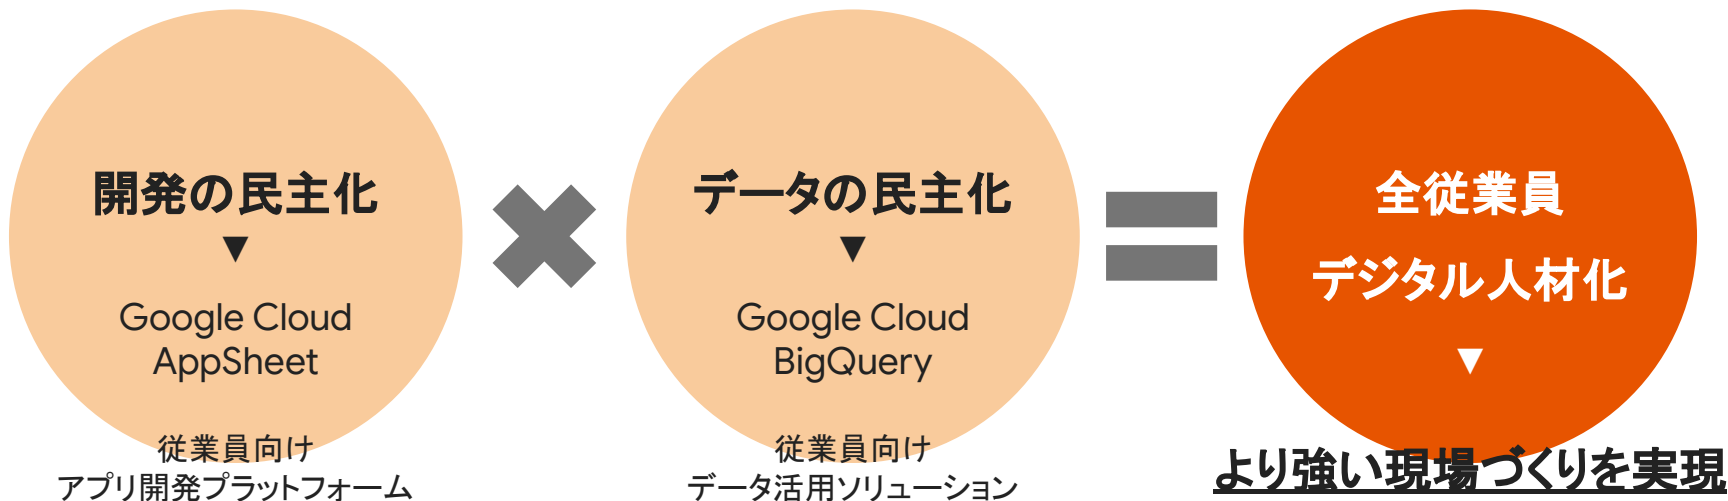 開発の民主化
▼
Google Cloud
AppSheet
従業員向け
アプリ開発プラットフォーム
データの民主化
▼
Google Cloud
BigQuery
従業員向け
データ活用ソリューション
全従業員
デジタル人材化
▼
より強い現場づくりを実現